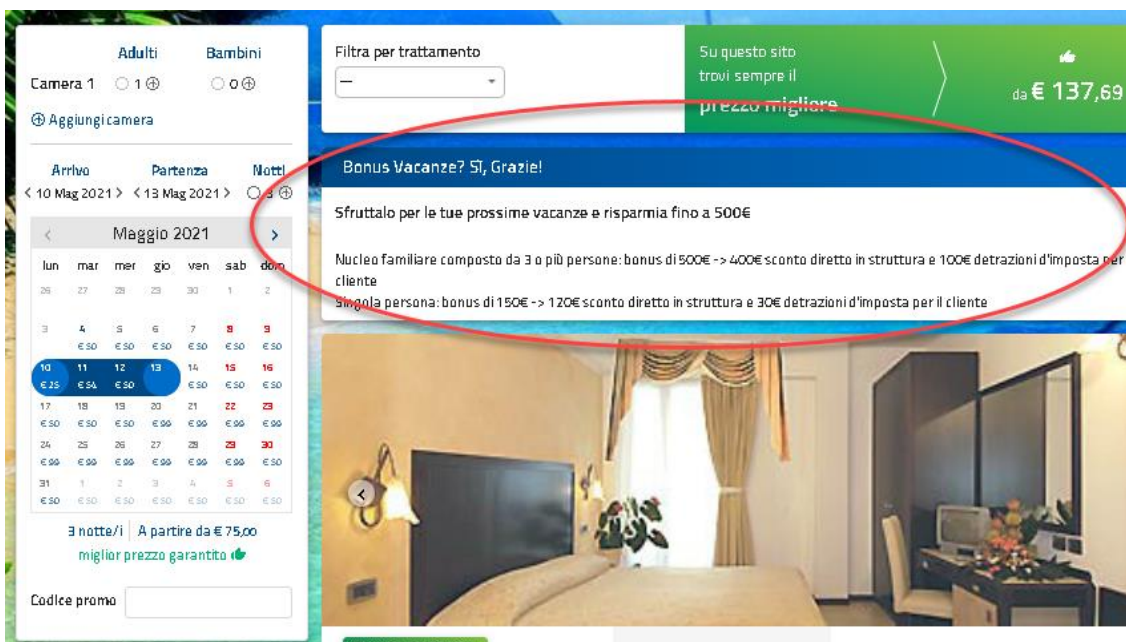 Adulti Bambini
Camera 1 1 0
Aggiungi camera
Arrivo Partenza Notti
< 10 Mag 2021 > < 13 Mag 2021 > 3
< Maggio 2021 >
lun mar mer gio ven sab dom
26 27 28 29 30 1 2
3 4 5 6 7 8 9
€ 50 € 50 € 50 € 50 € 50 € 50
10 11 12 13 14 15 16
€ 25 € 54 € 50 € 50 € 50 € 50
17 18 19 20 21 22 23
€ 50 € 50 € 50 € 99 € 99 € 99 € 99
24 25 26 27 28 29 30
€ 99 € 99 € 99 € 99 € 99 € 99 € 50
31 1 2 3 4 5 6
€ 50 € 50 € 50 € 50 € 50 € 50 € 50
3 notte/i A partire da € 75,00
miglior prezzo garantito
Codice promo
Filtra per trattamento
—
Su questo sito
trovi sempre il
prezzo migliore
da € 137,69
Bonus Vacanze? Sì, Grazie!
Sfruttalo per le tue prossime vacanze e risparmia fino a 500€
Nucleo familiare composto da 3 o più persone: bonus di 500€ -> 400€ sconto diretto in struttura e 100€ detrazioni d'imposta per
cliente
Singola persona: bonus di 150€ -> 120€ sconto diretto in struttura e 30€ detrazioni d'imposta per il cliente